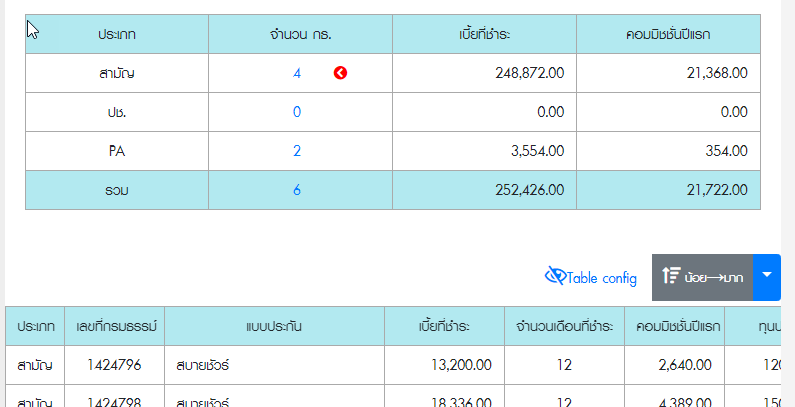 ประเภท จำนวน กธ. เบี้ยที่ชำระ คอมมิชชั่นปีแรก
สามัญ 4 248,872.00 21,368.00
ปช. 0 0.00 0.00
PA 2 3,554.00 354.00
รวม 6 252,426.00 21,722.00
Table config น้อย→มาก
ประเภท เลขที่กรมธรรม์ แบบประกัน เบี้ยที่ชำระ จำนวนเดือนที่ชำระ คอมมิชชั่นปีแรก
สามัญ 1424796 สบายชัวร์ 13,200.00 12 2,640.00
สามัญ 1424798 สบายชัวร์ 18,336.00 12 4,389.00